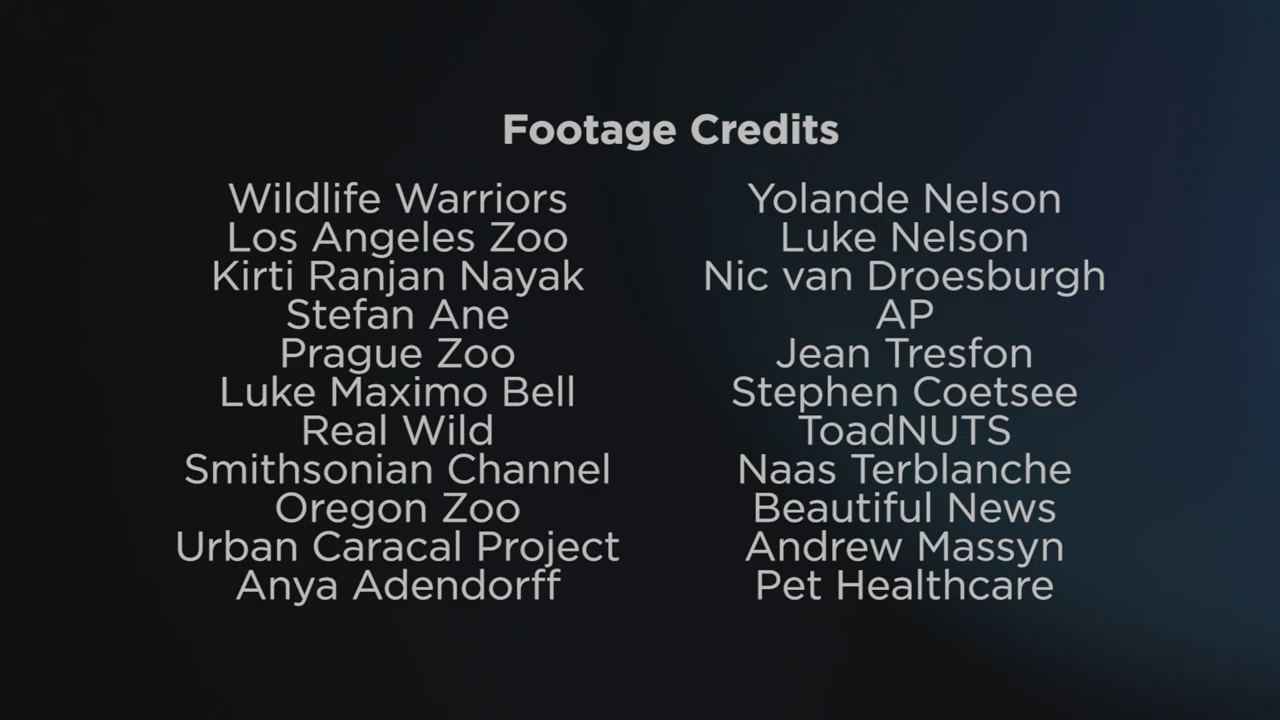 Footage Credits
Wildlife Warriors
Los Angeles Zoo
Kirti Ranjan Nayak
Stefan Ane
Prague Zoo
Luke Maximo Bell
Real Wild
Smithsonian Channel
Oregon Zoo
Urban Caracal Project
Anya Adendorff
Yolande Nelson
Luke Nelson
Nic van Droesburgh
AP
Jean Tresfon
Stephen Coetsee
ToadNUTS
Naas Terblanche
Beautiful News
Andrew Massyn
Pet Healthcare